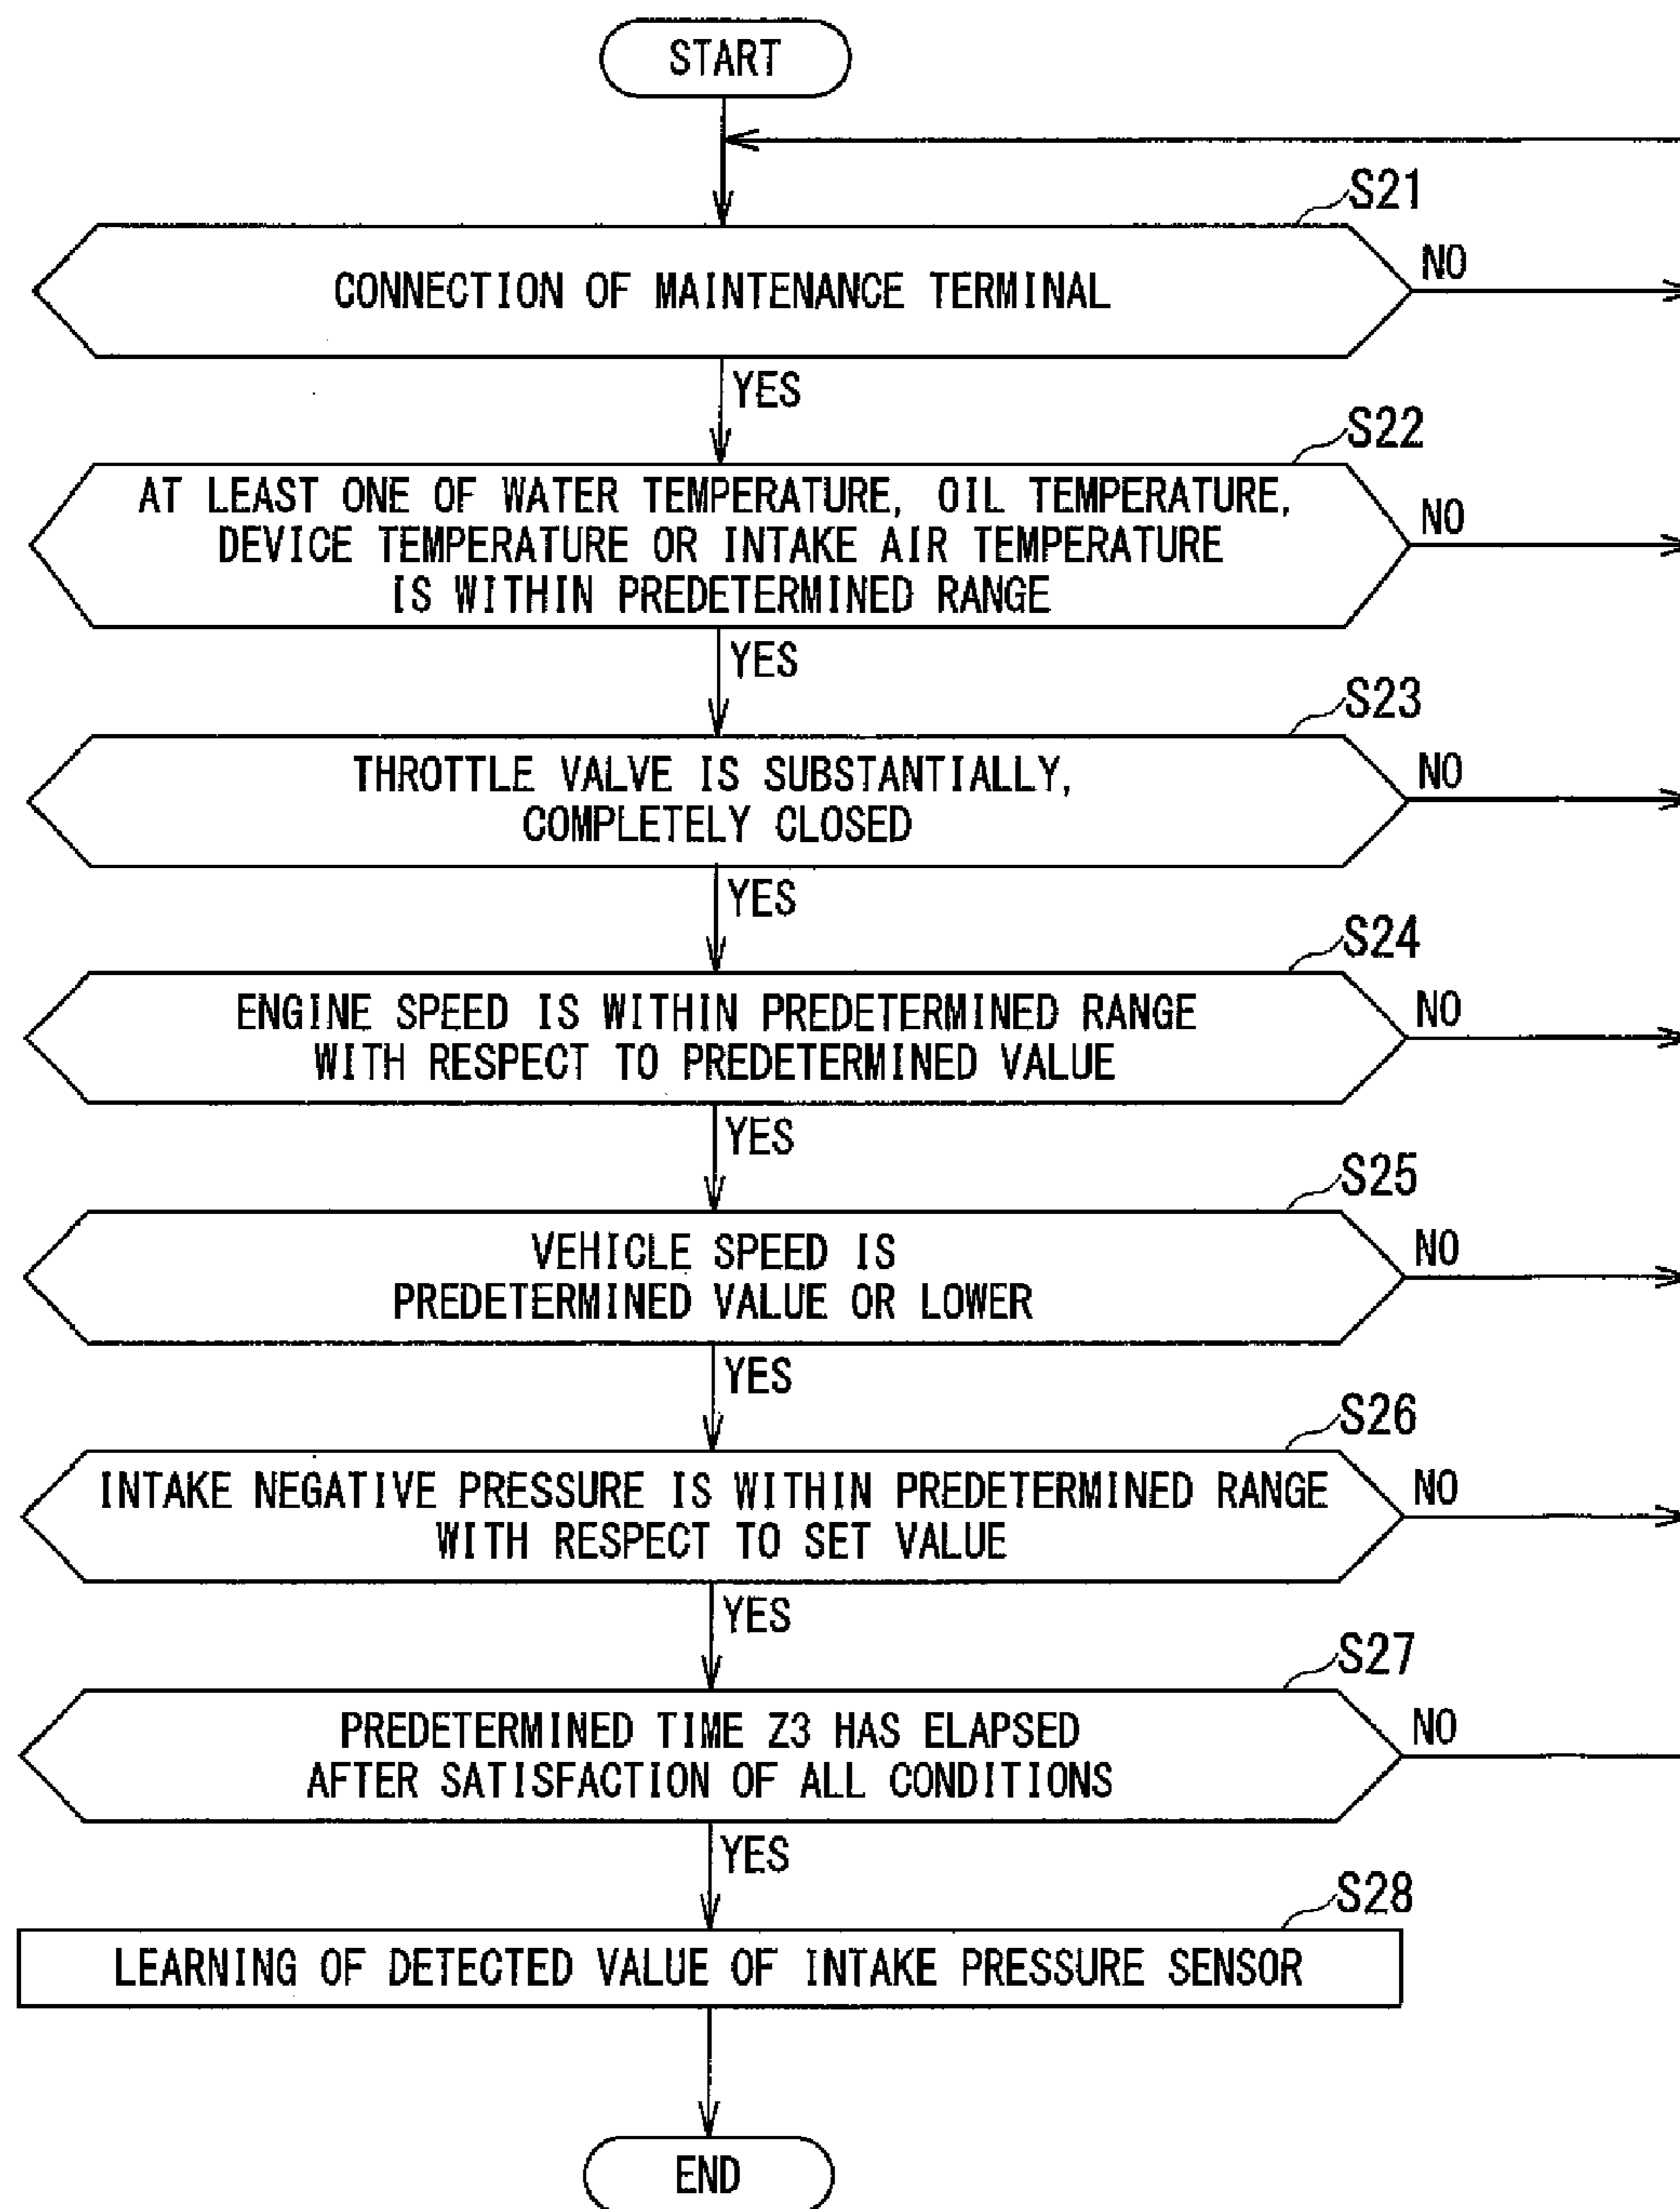 START
S21
CONNECTION OF MAINTENANCE TERMINAL
NO
YES
S22
AT LEAST ONE OF WATER TEMPERATURE, OIL TEMPERATURE,
DEVICE TEMPERATURE OR INTAKE AIR TEMPERATURE
IS WITHIN PREDETERMINED RANGE
NO
YES
S23
THROTTLE VALVE IS SUBSTANTIALLY,
COMPLETELY CLOSED
NO
YES
S24
ENGINE SPEED IS WITHIN PREDETERMINED RANGE
WITH RESPECT TO PREDETERMINED VALUE
NO
YES
S25
VEHICLE SPEED IS
PREDETERMINED VALUE OR LOWER
NO
YES
S26
INTAKE NEGATIVE PRESSURE IS WITHIN PREDETERMINED RANGE
WITH RESPECT TO SET VALUE
NO
YES
S27
PREDETERMINED TIME Z3 HAS ELAPSED
AFTER SATISFACTION OF ALL CONDITIONS
NO
YES
S28
LEARNING OF DETECTED VALUE OF INTAKE PRESSURE SENSOR
END